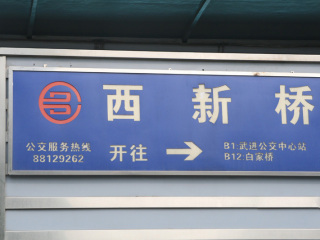 西新桥
公交服务热线
88129262
开往
B1 武进公交中心站
B12 白家桥